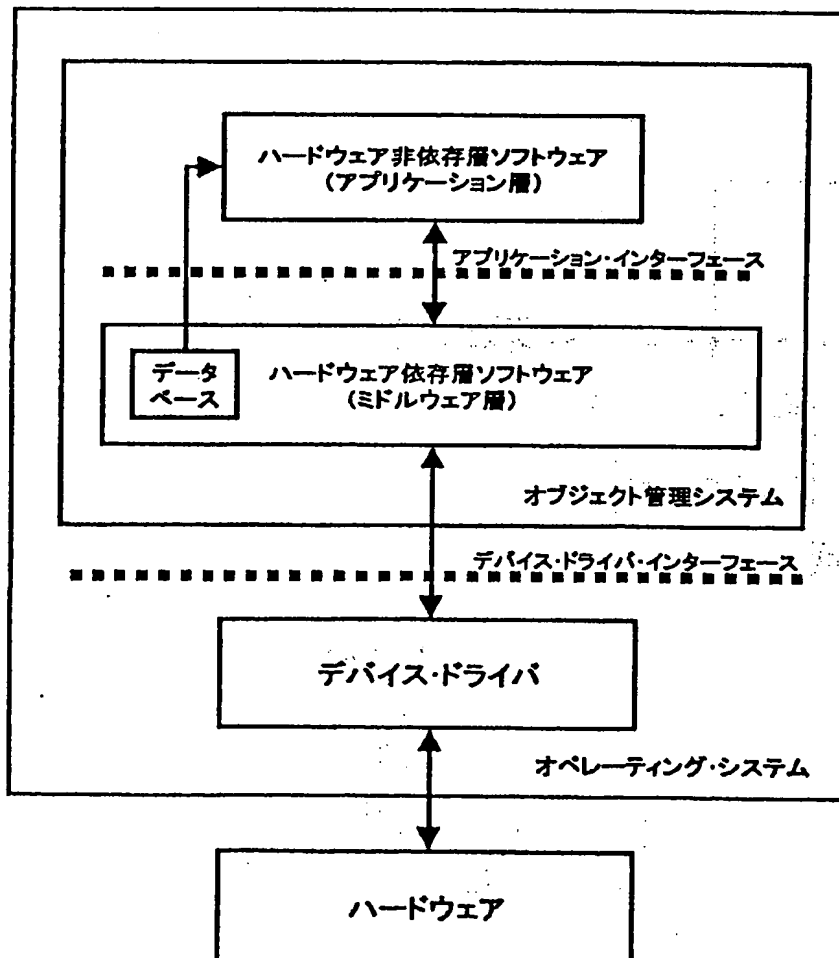 ハードウェア非依存層ソフトウェア
(アプリケーション層)
アプリケーション・インターフェース
データ
ベース
ハードウェア依存層ソフトウェア
(ミドルウェア層)
オブジェクト管理システム
デバイス・ドライバ・インターフェース
デバイス・ドライバ
オペレーティング・システム
ハードウェア